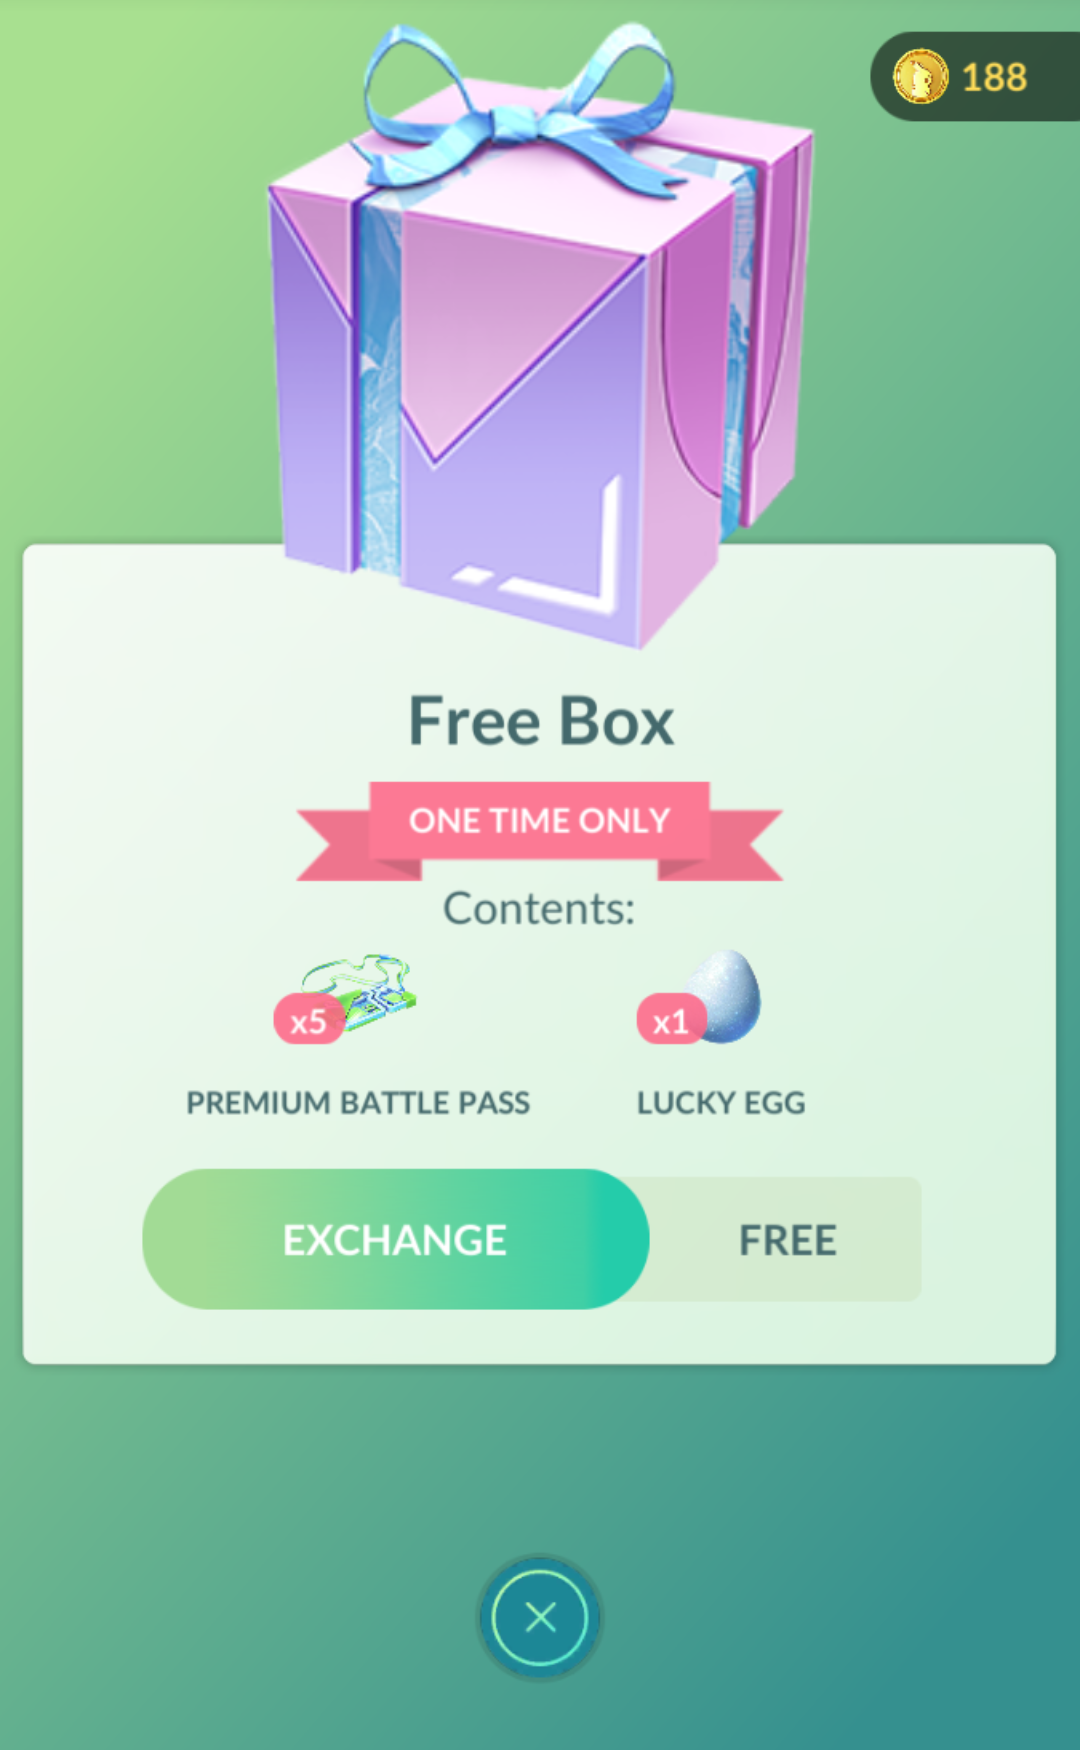 188
Free Box
ONE TIME ONLY
Contents:
x5 x1
PREMIUM BATTLE PASS LUCKY EGG
EXCHANGE FREE